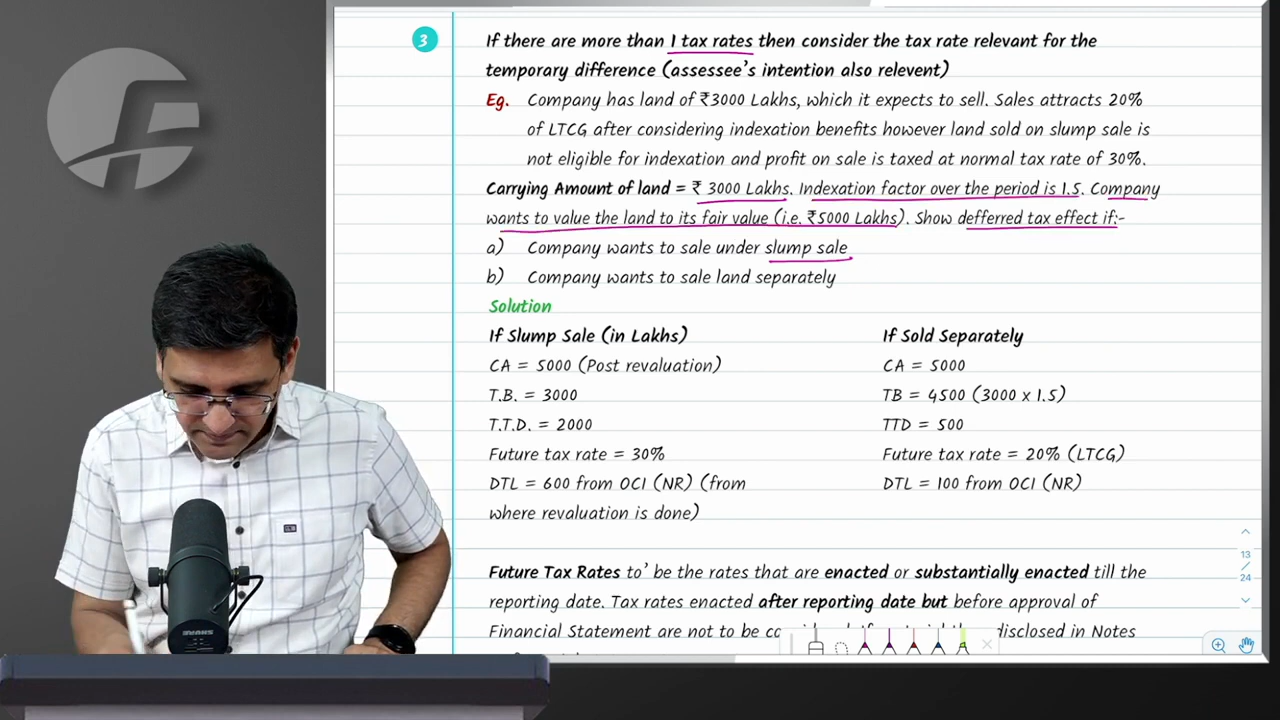 3
If there are more than 1 tax rates then consider the tax rate relevant for the
temporary difference (assessee's intention also relevent)
Eg. Company has land of ₹3000 Lakhs, which it expects to sell. Sales attracts 20%
of LTCG after considering indexation benefits however land sold on slump sale is
not eligible for indexation and profit on sale is taxed at normal tax rate of 30%.
Carrying Amount of land = ₹ 3000 Lakhs. Indexation factor over the period is 1.5. Company
wants to value the land to its fair value (i.e. ₹5000 Lakhs). Show defferred tax effect if:-
a) Company wants to sale under slump sale
b) Company wants to sale land separately
Solution
If Slump Sale (in Lakhs)
CA = 5000 (Post revaluation)
T.B. = 3000
T.T.D. = 2000
Future tax rate = 30%
DTL = 600 from OCI (NR) (from
where revaluation is done)
If Sold Separately
CA = 5000
TB = 4500 (3000 x 1.5)
TTD = 500
Future tax rate = 20% (LTCG)
DTL = 100 from OCI (NR)
Future Tax Rates to' be the rates that are enacted or substantially enacted till the
reporting date. Tax rates enacted after reporting date but before approval of
Financial Statement are not to be disclosed in Notes
13
/
24
SHURE